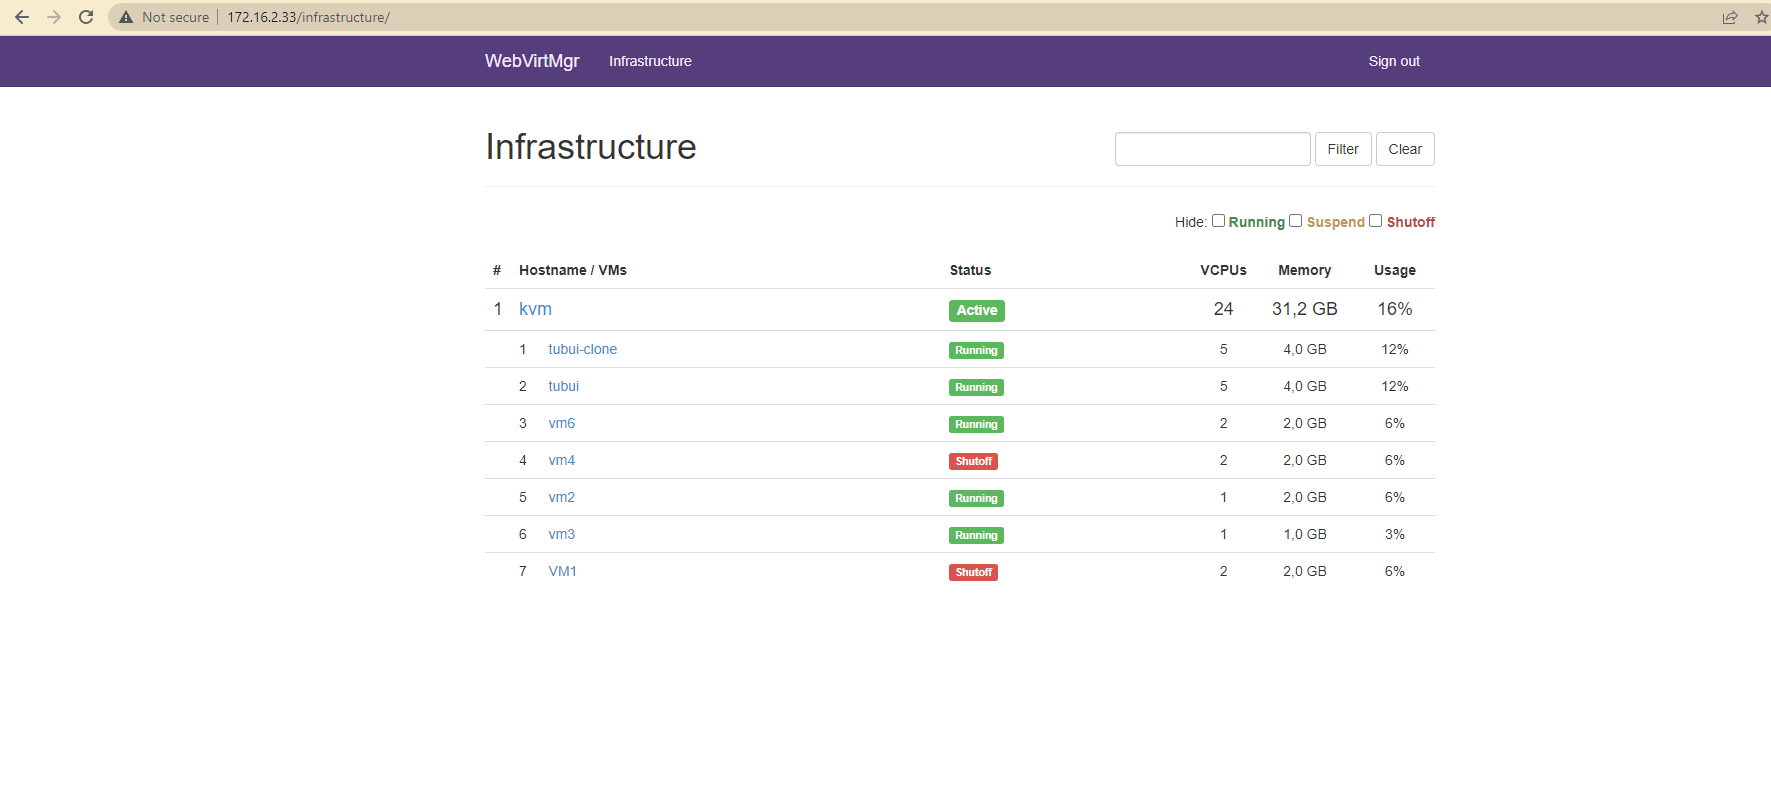 Not secure 172.16.2.33/infrastructure/
WebVirtMgr Infrastructure Sign out
Infrastructure Filter Clear
Hide: Running Suspend Shutoff
# Hostname / VMs Status VCPUs Memory Usage
1 kvm Active 24 31,2 GB 16%
1 tubui-clone Running 5 4,0 GB 12%
2 tubui Running 5 4,0 GB 12%
3 vm6 Running 2 2,0 GB 6%
4 vm4 Shutoff 2 2,0 GB 6%
5 vm2 Running 1 2,0 GB 6%
6 vm3 Running 1 1,0 GB 3%
7 VM1 Shutoff 2 2,0 GB 6%